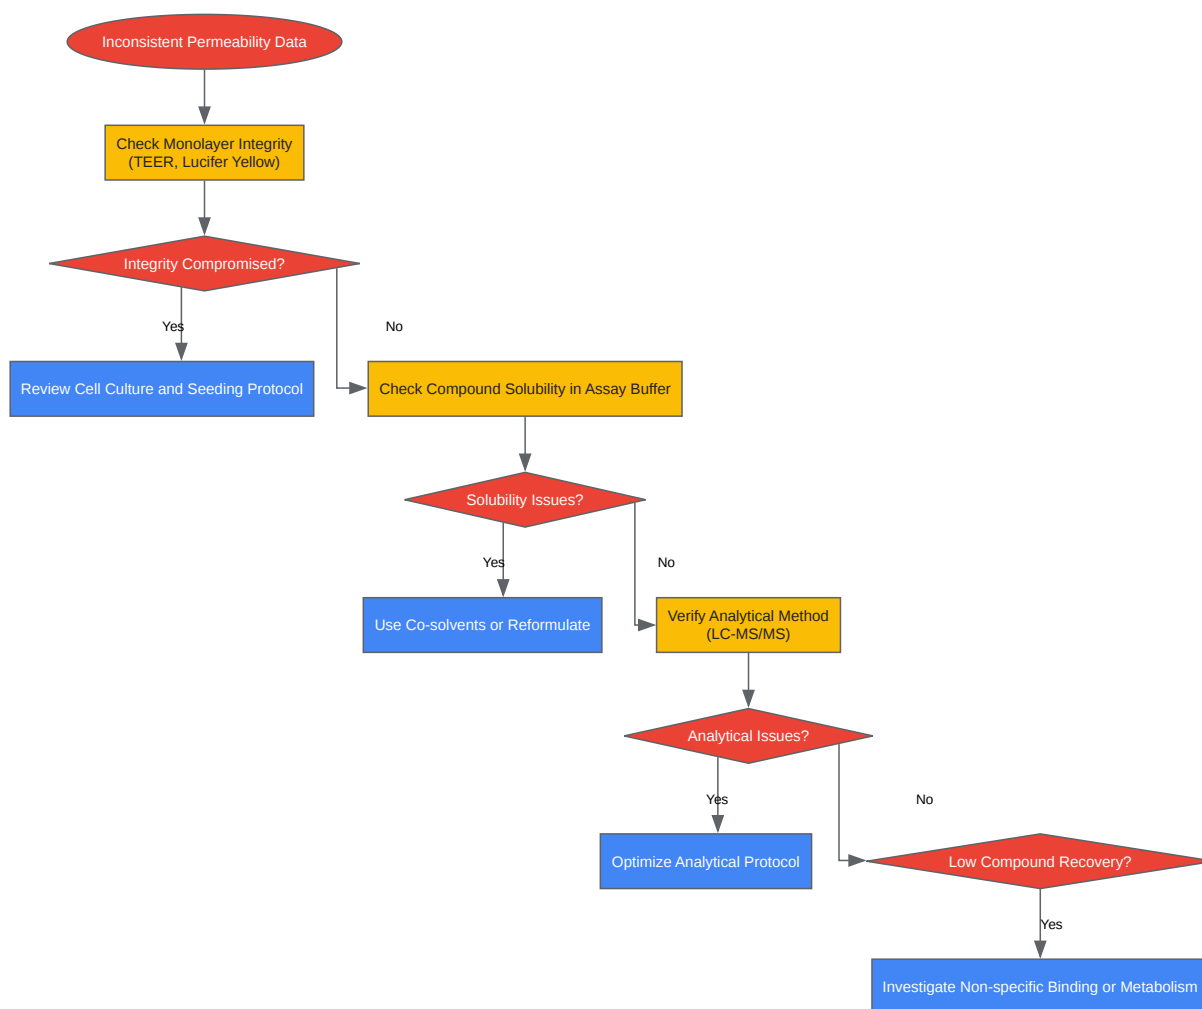 Inconsistent Permeability Data
Check Monolayer Integrity
(TEER, Lucifer Yellow)
Integrity Compromised?
Yes
No
Review Cell Culture and Seeding Protocol
Check Compound Solubility in Assay Buffer
Solubility Issues?
Yes
No
Use Co-solvents or Reformulate
Verify Analytical Method
(LC-MS/MS)
Analytical Issues?
Yes
No
Optimize Analytical Protocol
Low Compound Recovery?
Yes
Investigate Non-specific Binding or Metabolism